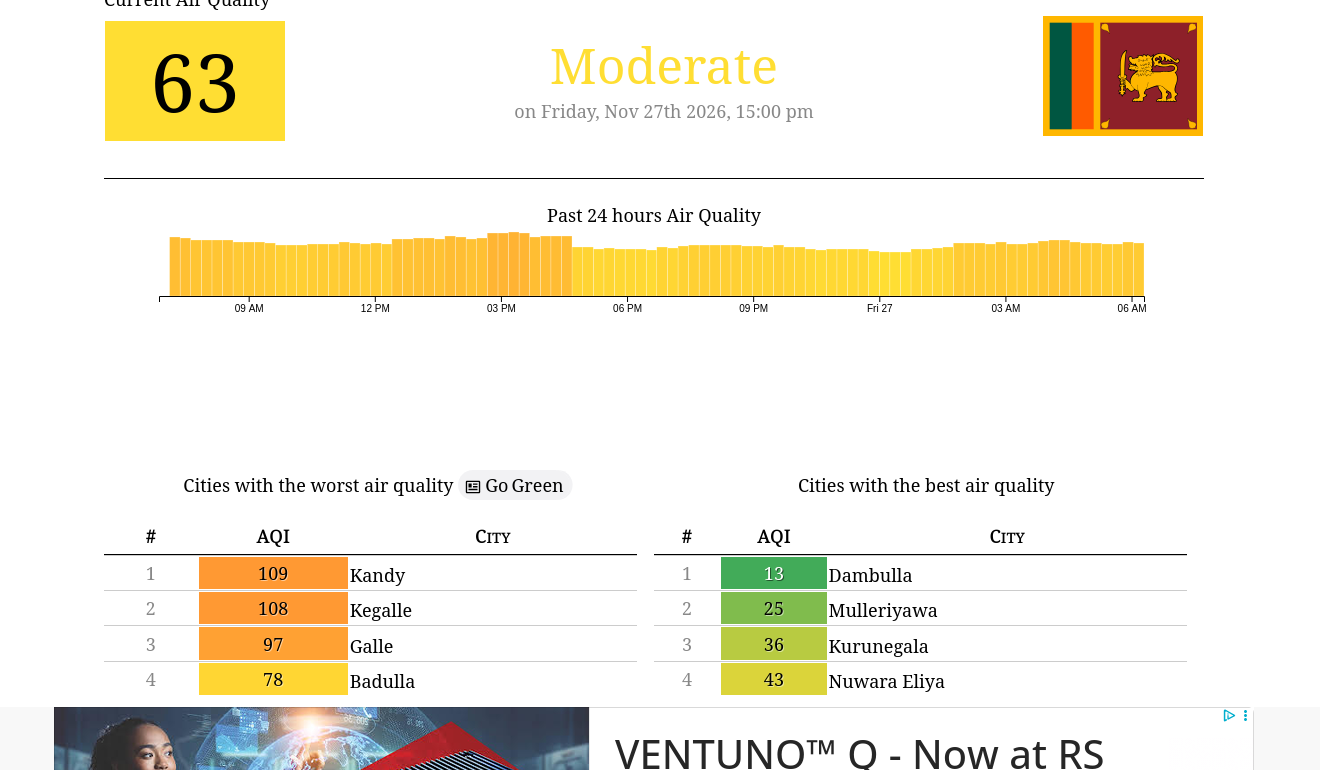 Current Air Quality
63
Moderate
on Friday, Nov 27th 2026, 15:00 pm
Past 24 hours Air Quality
09 AM 12 PM 03 PM 06 PM 09 PM Fri 27 03 AM 06 AM
Cities with the worst air quality Go Green
# AQI City
1 109 Kandy
2 108 Kegalle
3 97 Galle
4 78 Badulla
Cities with the best air quality
# AQI City
1 13 Dambulla
2 25 Mulleriyawa
3 36 Kurunegala
4 43 Nuwara Eliya
VENTUNO™ Q - Now at RS